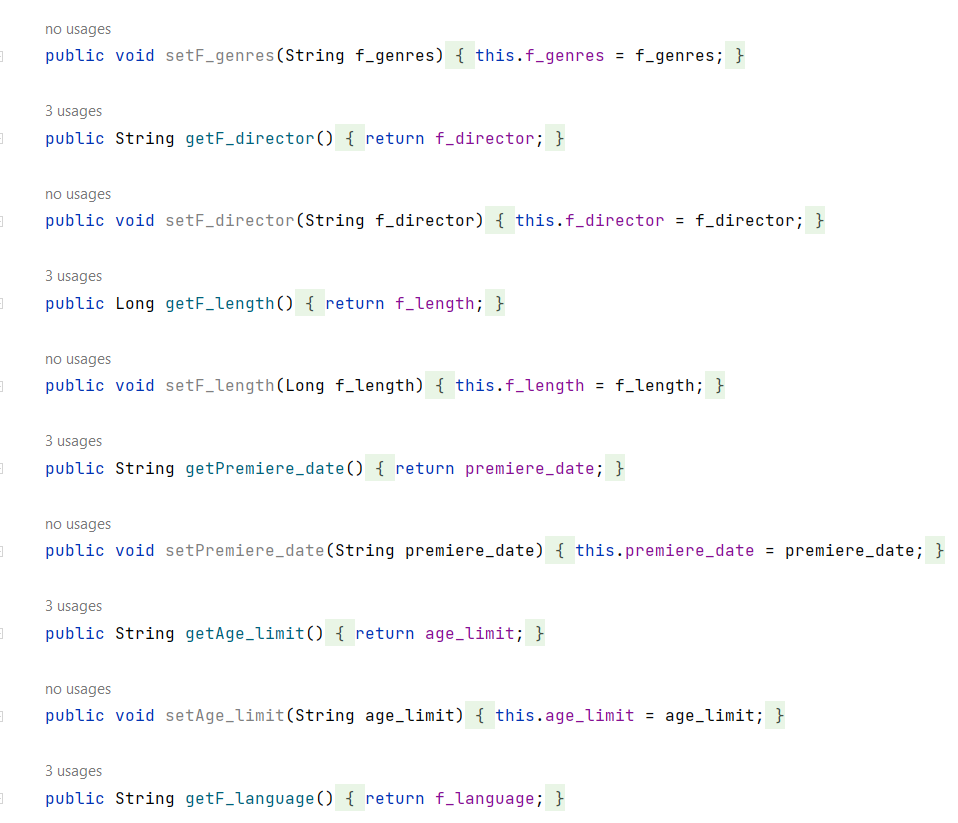 no usages
public void setF_genres(String f_genres) { this.f_genres = f_genres; }
3 usages
public String getF_director() { return f_director; }
no usages
public void setF_director(String f_director) { this.f_director = f_director; }
3 usages
public Long getF_length() { return f_length; }
no usages
public void setF_length(Long f_length) { this.f_length = f_length; }
3 usages
public String getPremiere_date() { return premiere_date; }
no usages
public void setPremiere_date(String premiere_date) { this.premiere_date = premiere_date; }
3 usages
public String getAge_limit() { return age_limit; }
no usages
public void setAge_limit(String age_limit) { this.age_limit = age_limit; }
3 usages
public String getF_language() { return f_language; }